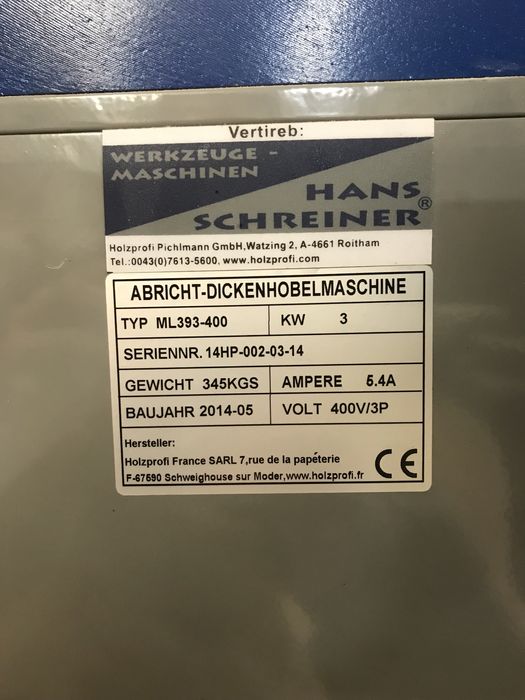 Vertireb:
WERKZEUGE -
MASCHINEN
HANS
SCHREINER®
Holzprofi Pichlmann GmbH,Watzing 2, A-4661 Roitham
Tel.:0043(0)7613-5600, www.holzprofi.com
ABRICHT-DICKENHOBELMASCHINE
TYP ML393-400 KW 3
SERIENNR. 14HP-002-03-14
GEWICHT 345KGS AMPERE 5.4A
BAUJAHR 2014-05 VOLT 400V/3P
Hersteller:
Holzprofi France SARL 7,rue de la papéterie
F-67590 Schweighouse sur Moder,www.holzprofi.fr
CE